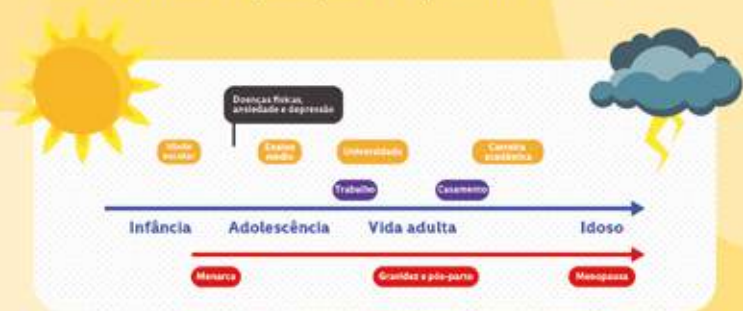 Doenças físicas,
ansiedade e depressão
Idade
escolar
Ensino
médio
Universidade
Carreira
acadêmica
Trabalho
Casamento
Infância
Adolescência
Vida adulta
Idoso
Menarca
Gravidez e pós-parto
Menopausa